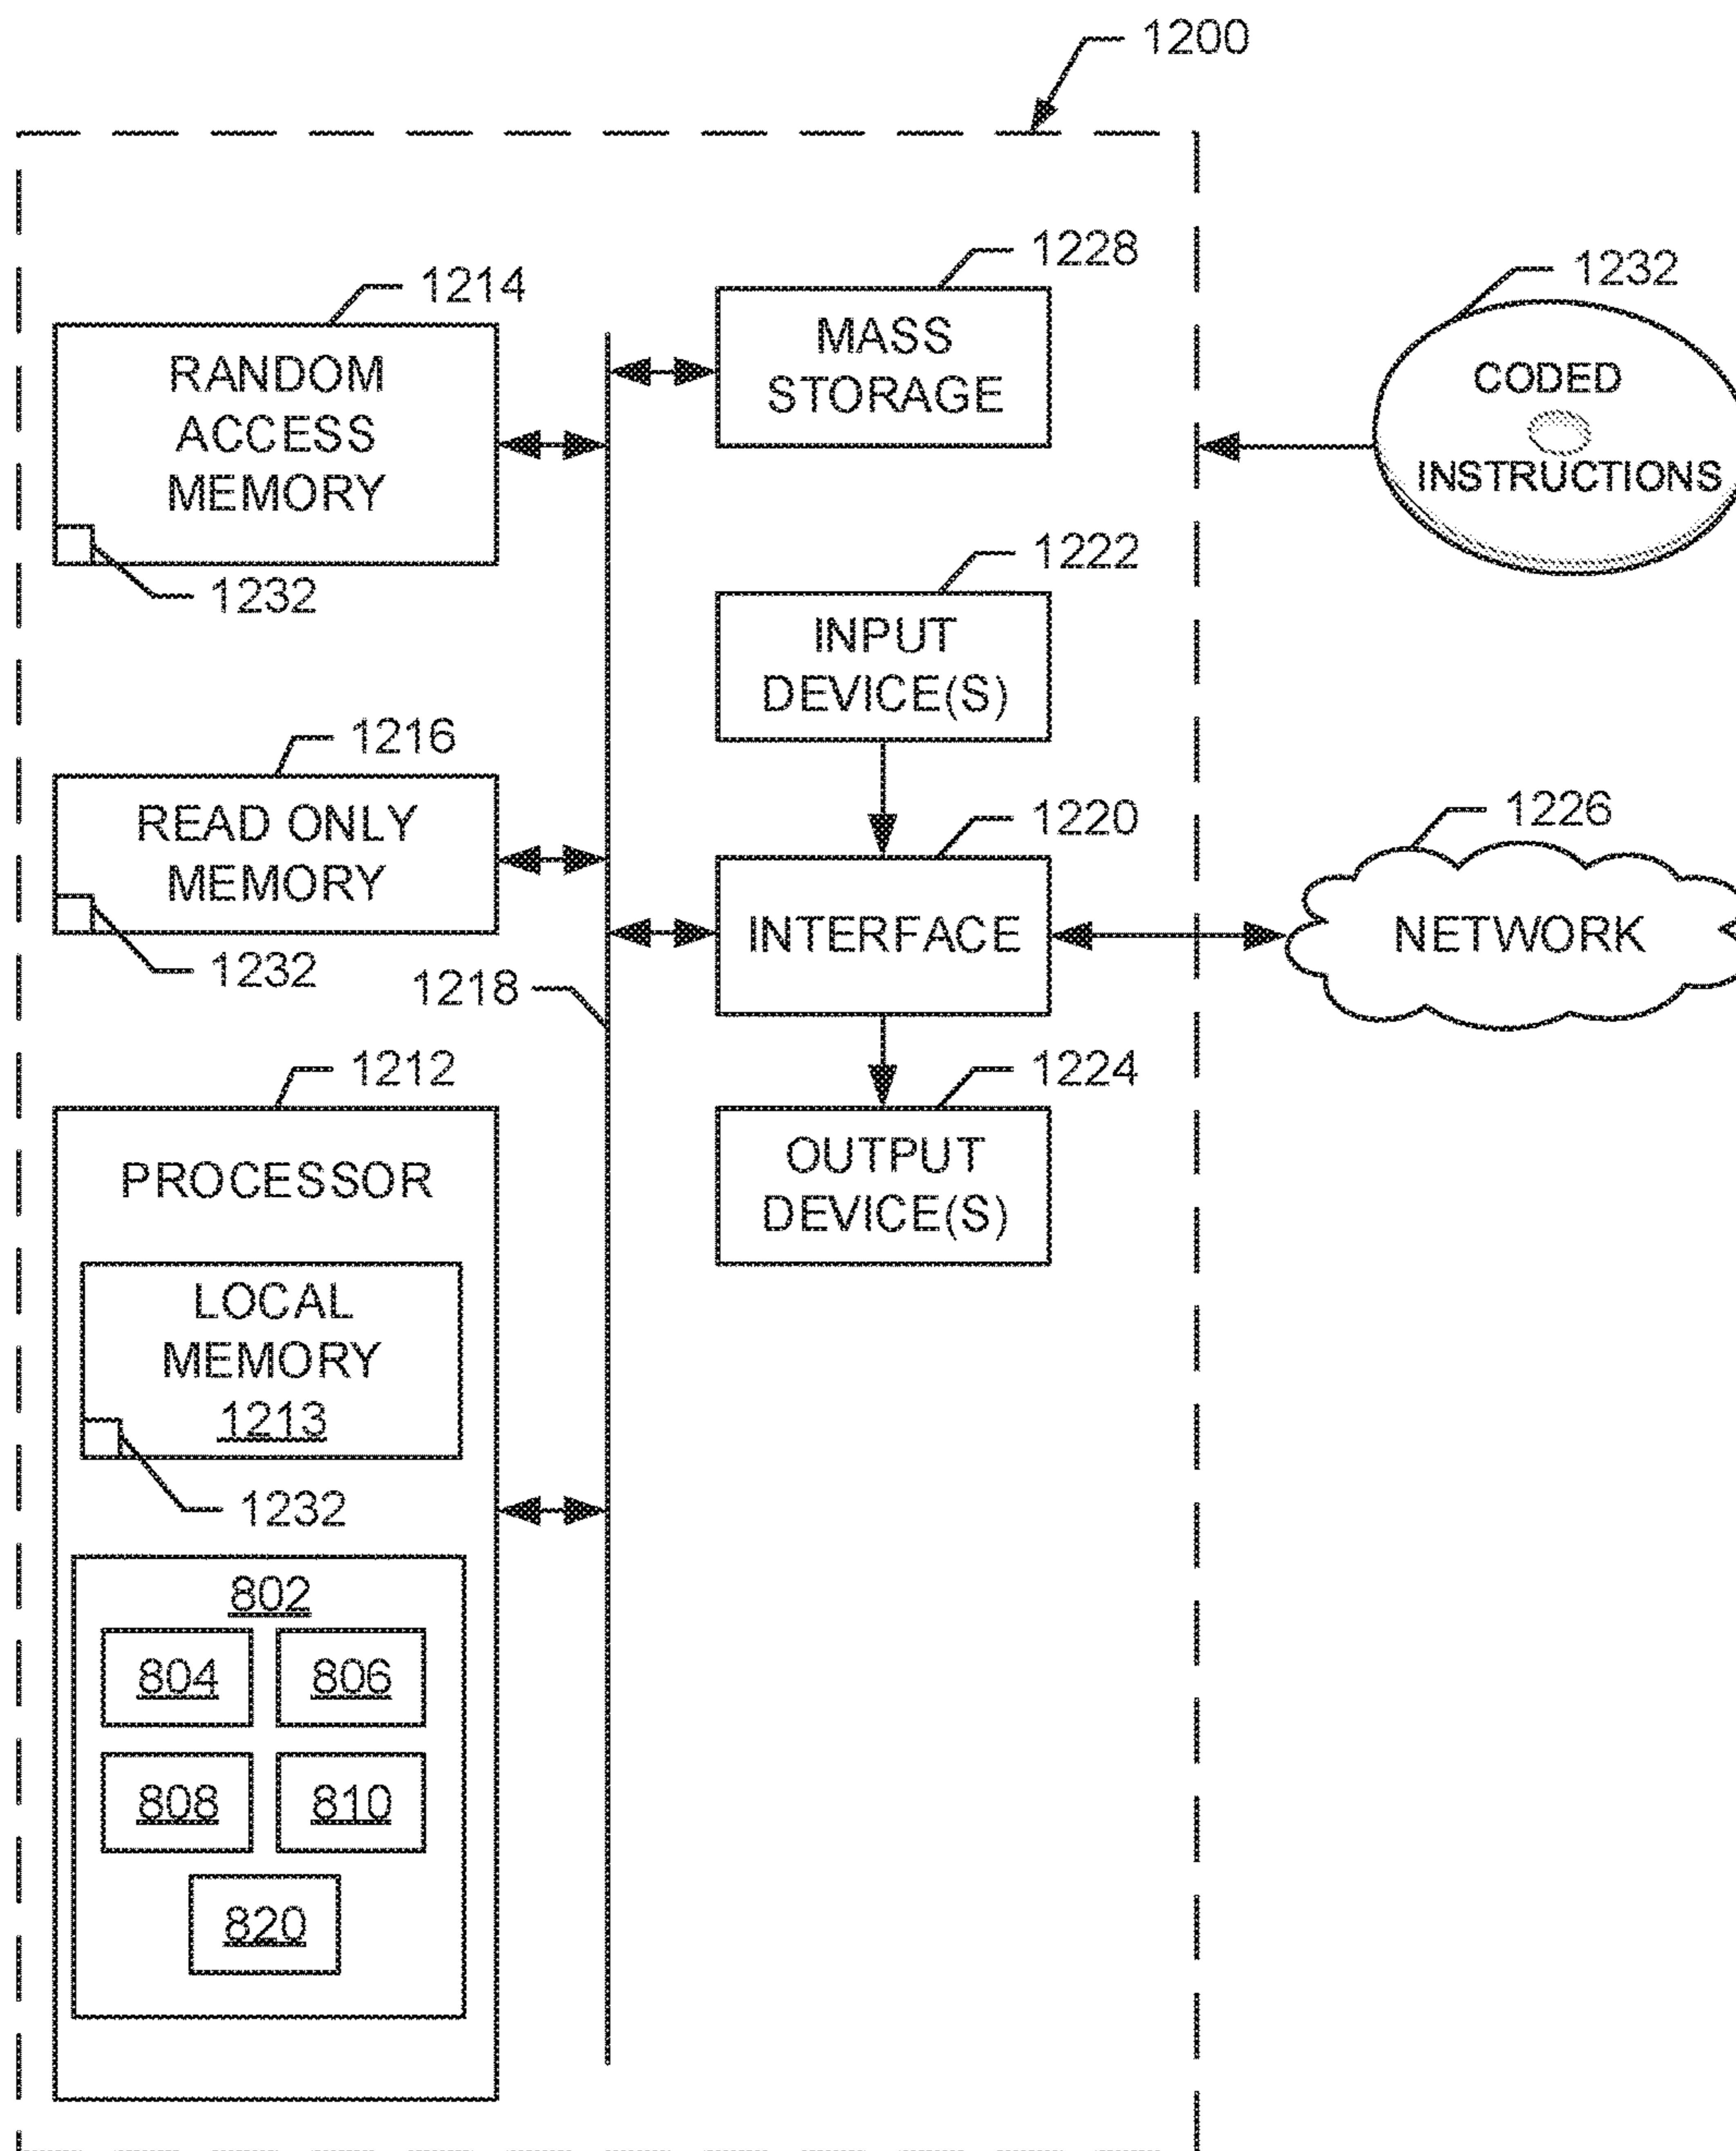 1200
1214
RANDOM
ACCESS
MEMORY
1232
1228
MASS
STORAGE
1232
CODED
INSTRUCTIONS
1222
INPUT
DEVICE(S)
1216
READ ONLY
MEMORY
1232
1220
INTERFACE
1226
NETWORK
1218
1212
PROCESSOR
1224
OUTPUT
DEVICE(S)
LOCAL
MEMORY
1213
1232
802
804
806
808
810
820